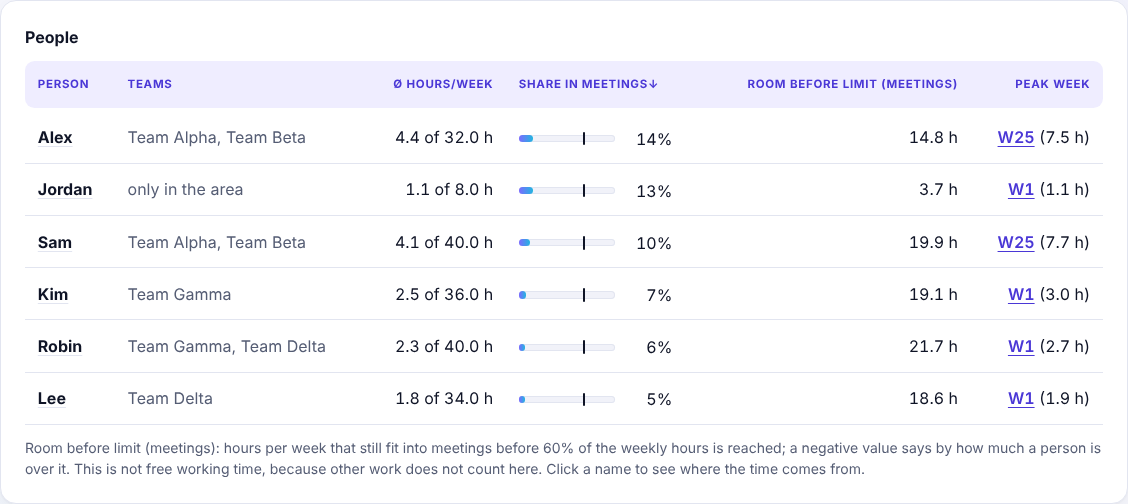 People
PERSON TEAMS Ø HOURS/WEEK SHARE IN MEETINGS↓ ROOM BEFORE LIMIT (MEETINGS) PEAK WEEK
Alex Team Alpha, Team Beta 4.4 of 32.0 h 14% 14.8 h W25 (7.5 h)
Jordan only in the area 1.1 of 8.0 h 13% 3.7 h W1 (1.1 h)
Sam Team Alpha, Team Beta 4.1 of 40.0 h 10% 19.9 h W25 (7.7 h)
Kim Team Gamma 2.5 of 36.0 h 7% 19.1 h W1 (3.0 h)
Robin Team Gamma, Team Delta 2.3 of 40.0 h 6% 21.7 h W1 (2.7 h)
Lee Team Delta 1.8 of 34.0 h 5% 18.6 h W1 (1.9 h)
Room before limit (meetings): hours per week that still fit into meetings before 60% of the weekly hours is reached; a negative value says by how much a person is
over it. This is not free working time, because other work does not count here. Click a name to see where the time comes from.